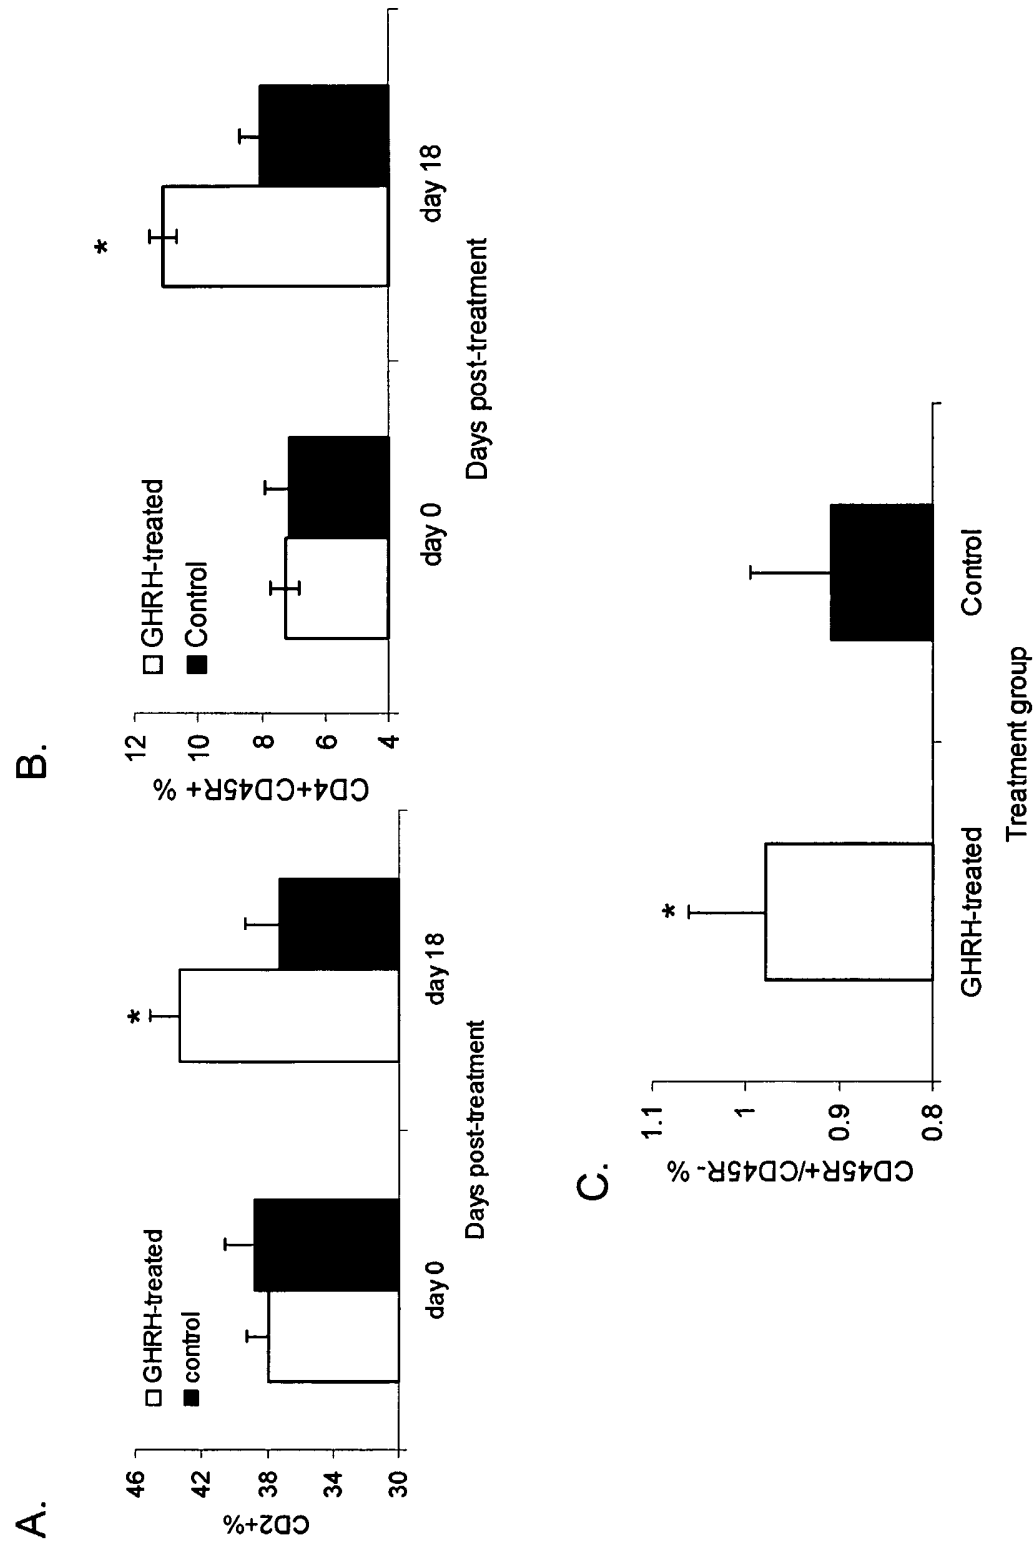 A.
CD2+%
46
42
38
34
30
GHRH-treated
control
*
day 0
day 18
Days post-treatment
B.
CD4+CD45R+ %
12
10
8
6
4
GHRH-treated
Control
*
day 0
day 18
Days post-treatment
C.
CD45R+/CD45R- %
1.1
1
0.9
0.8
*
GHRH-treated
Control
Treatment group